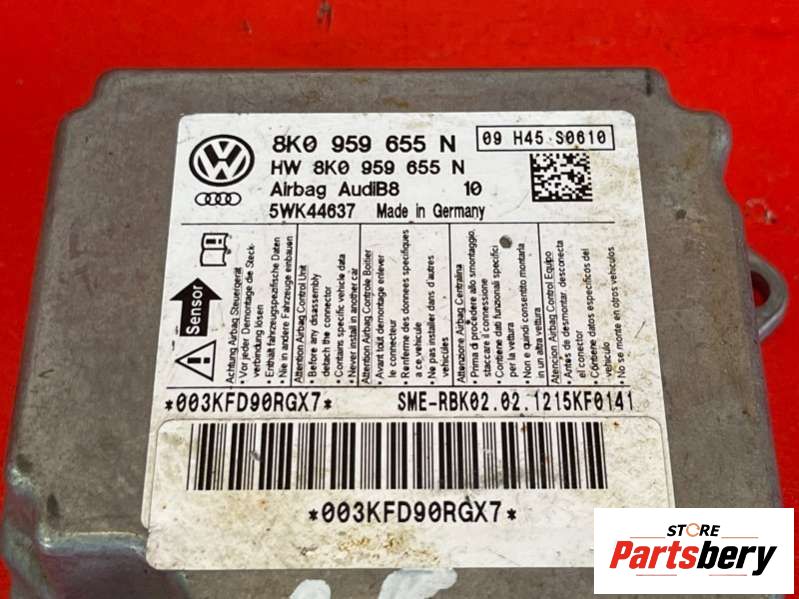 8K0 959 655 N
09 H45 S0610
HW 8K0 959 655 N
Airbag AudiB8 10
5WK44637 Made in Germany
Sensor
Achtung Airbag Steuergerät
• Vor jeder Demontage die Steck-
verbindung lösen
• Enthält fahrzeugspezifische Daten
• Nie in andere Fahrzeuge einbauen
Attention Airbag Control Unit
• Before any disassembly
detach the connector
• Contains specific vehicle data
• Never install in another car
Attention Airbag Controle Boitier
• Avant tout démontage enlever
le connecteur
• Renferme des données specifiques
a ce vehicule
• Ne pas installer dans d'autres
véhicules
Attenzione Airbag Centralina
• Prima di procedere allo smontaggio,
staccare il connessione
• Contiene dati funzionali specifici
per la vettura
• Non e quindi consentito montarla
in un altra vettura
Atencion Airbag Control Equipo
• Antes de desmontar desconecta
el conector
• Contiene datos especificos del
vehiculo
• No se monte en otros vehiculos
*003KFD90RGX7* SME-RBK02.02.1215KF0141
*003KFD90RGX7*
STORE
Partsbery